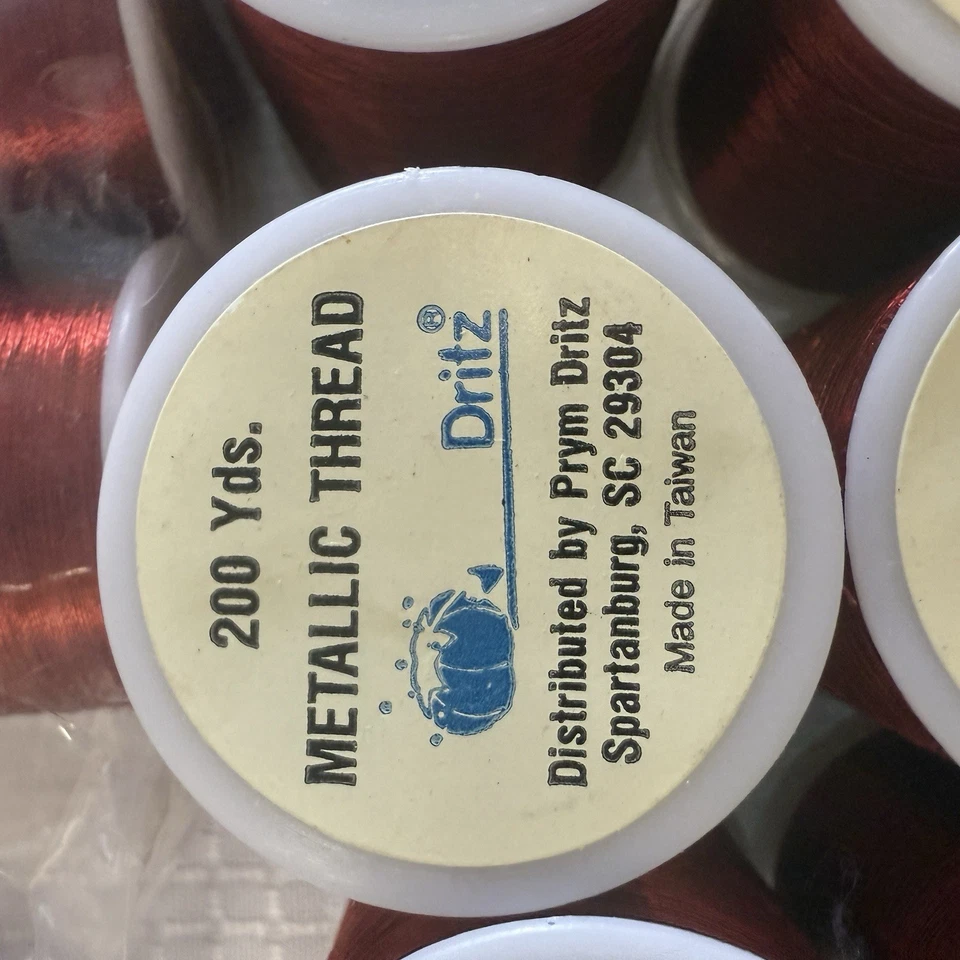 200 Yds.
METALLIC THREAD
Dritz®
Distributed by Prym Dritz
Spartanburg, SC 29304
Made in Taiwan